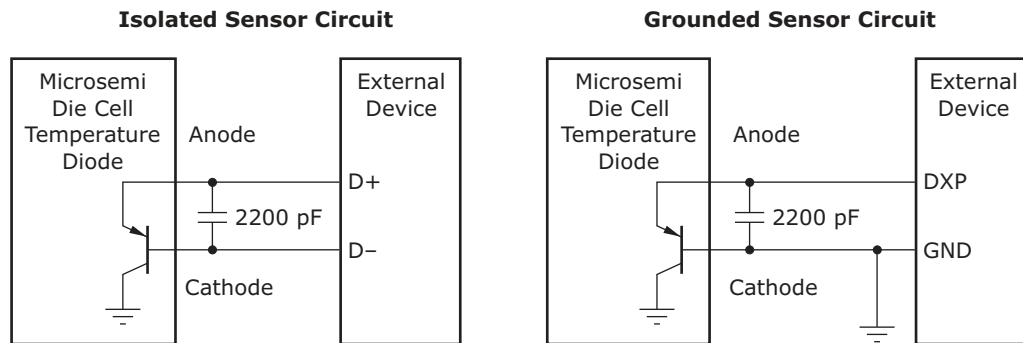 Isolated Sensor Circuit
Microsemi
Die Cell
Temperature
Diode
Anode
External
Device
D+
2200 pF
D–
Cathode
Grounded Sensor Circuit
Microsemi
Die Cell
Temperature
Diode
Anode
External
Device
DXP
2200 pF
GND
Cathode